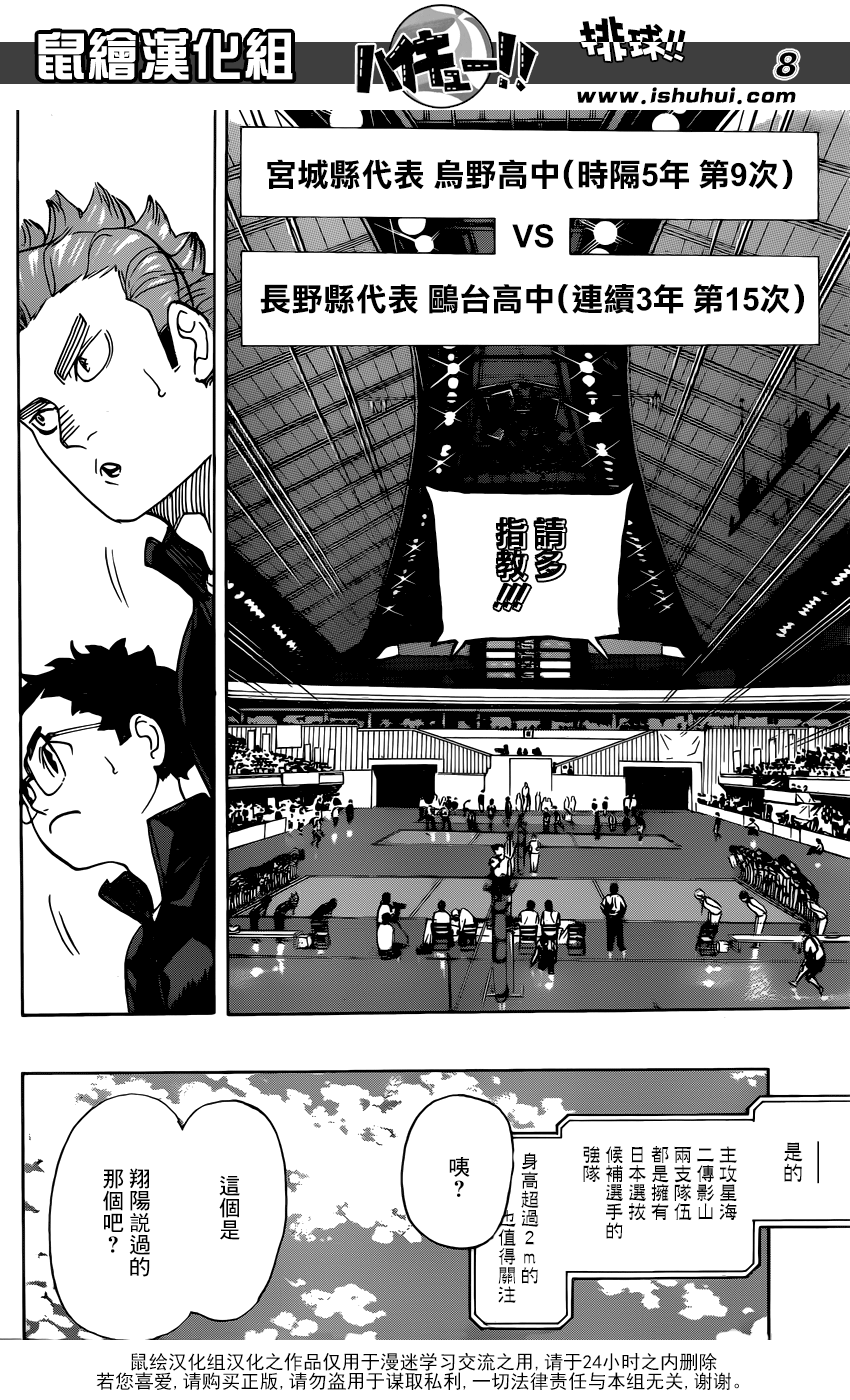 鼠繪漢化組
ハイキュー!!
排球!!
8
www.ishuhui.com
宮城縣代表 烏野高中(時隔5年 第9次)
VS
長野縣代表 鷗台高中(連續3年 第15次)
請多
指教!!!
是的
主攻星海
二傳影山
兩支隊伍
都是擁有
日本選拔
候補選手的
強隊
身高超過2m的
也值得關注
咦?
這個是
翔陽説過的
那個吧?
鼠绘汉化组汉化之作品仅用于漫迷学习交流之用,请于24小时之内删除
若您喜爱,请购买正版,请勿盗用于谋取私利,一切法律责任与本组无关,谢谢。